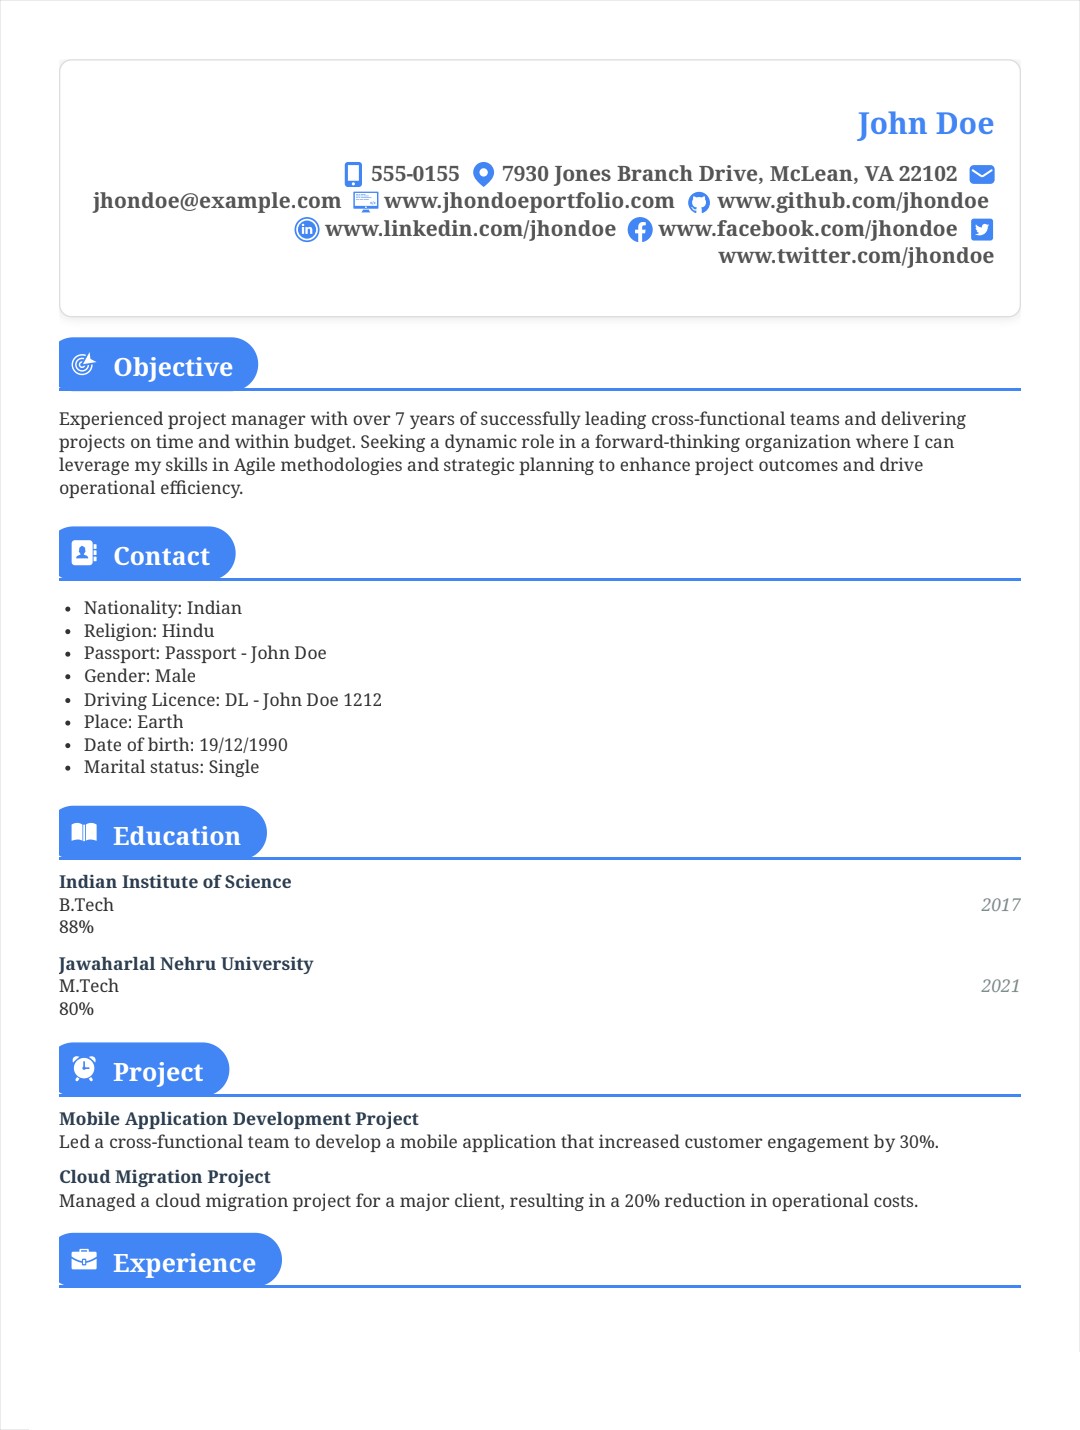 John Doe
555-0155 7930 Jones Branch Drive, McLean, VA 22102
jhondoe@example.com www.jhondoeportfolio.com www.github.com/jhondoe
www.linkedin.com/jhondoe www.facebook.com/jhondoe
www.twitter.com/jhondoe
Objective
Experienced project manager with over 7 years of successfully leading cross-functional teams and delivering
projects on time and within budget. Seeking a dynamic role in a forward-thinking organization where I can
leverage my skills in Agile methodologies and strategic planning to enhance project outcomes and drive
operational efficiency.
Contact
• Nationality: Indian
• Religion: Hindu
• Passport: Passport - John Doe
• Gender: Male
• Driving Licence: DL - John Doe 1212
• Place: Earth
• Date of birth: 19/12/1990
• Marital status: Single
Education
Indian Institute of Science
B.Tech 2017
88%
Jawaharlal Nehru University
M.Tech 2021
80%
Project
Mobile Application Development Project
Led a cross-functional team to develop a mobile application that increased customer engagement by 30%.
Cloud Migration Project
Managed a cloud migration project for a major client, resulting in a 20% reduction in operational costs.
Experience